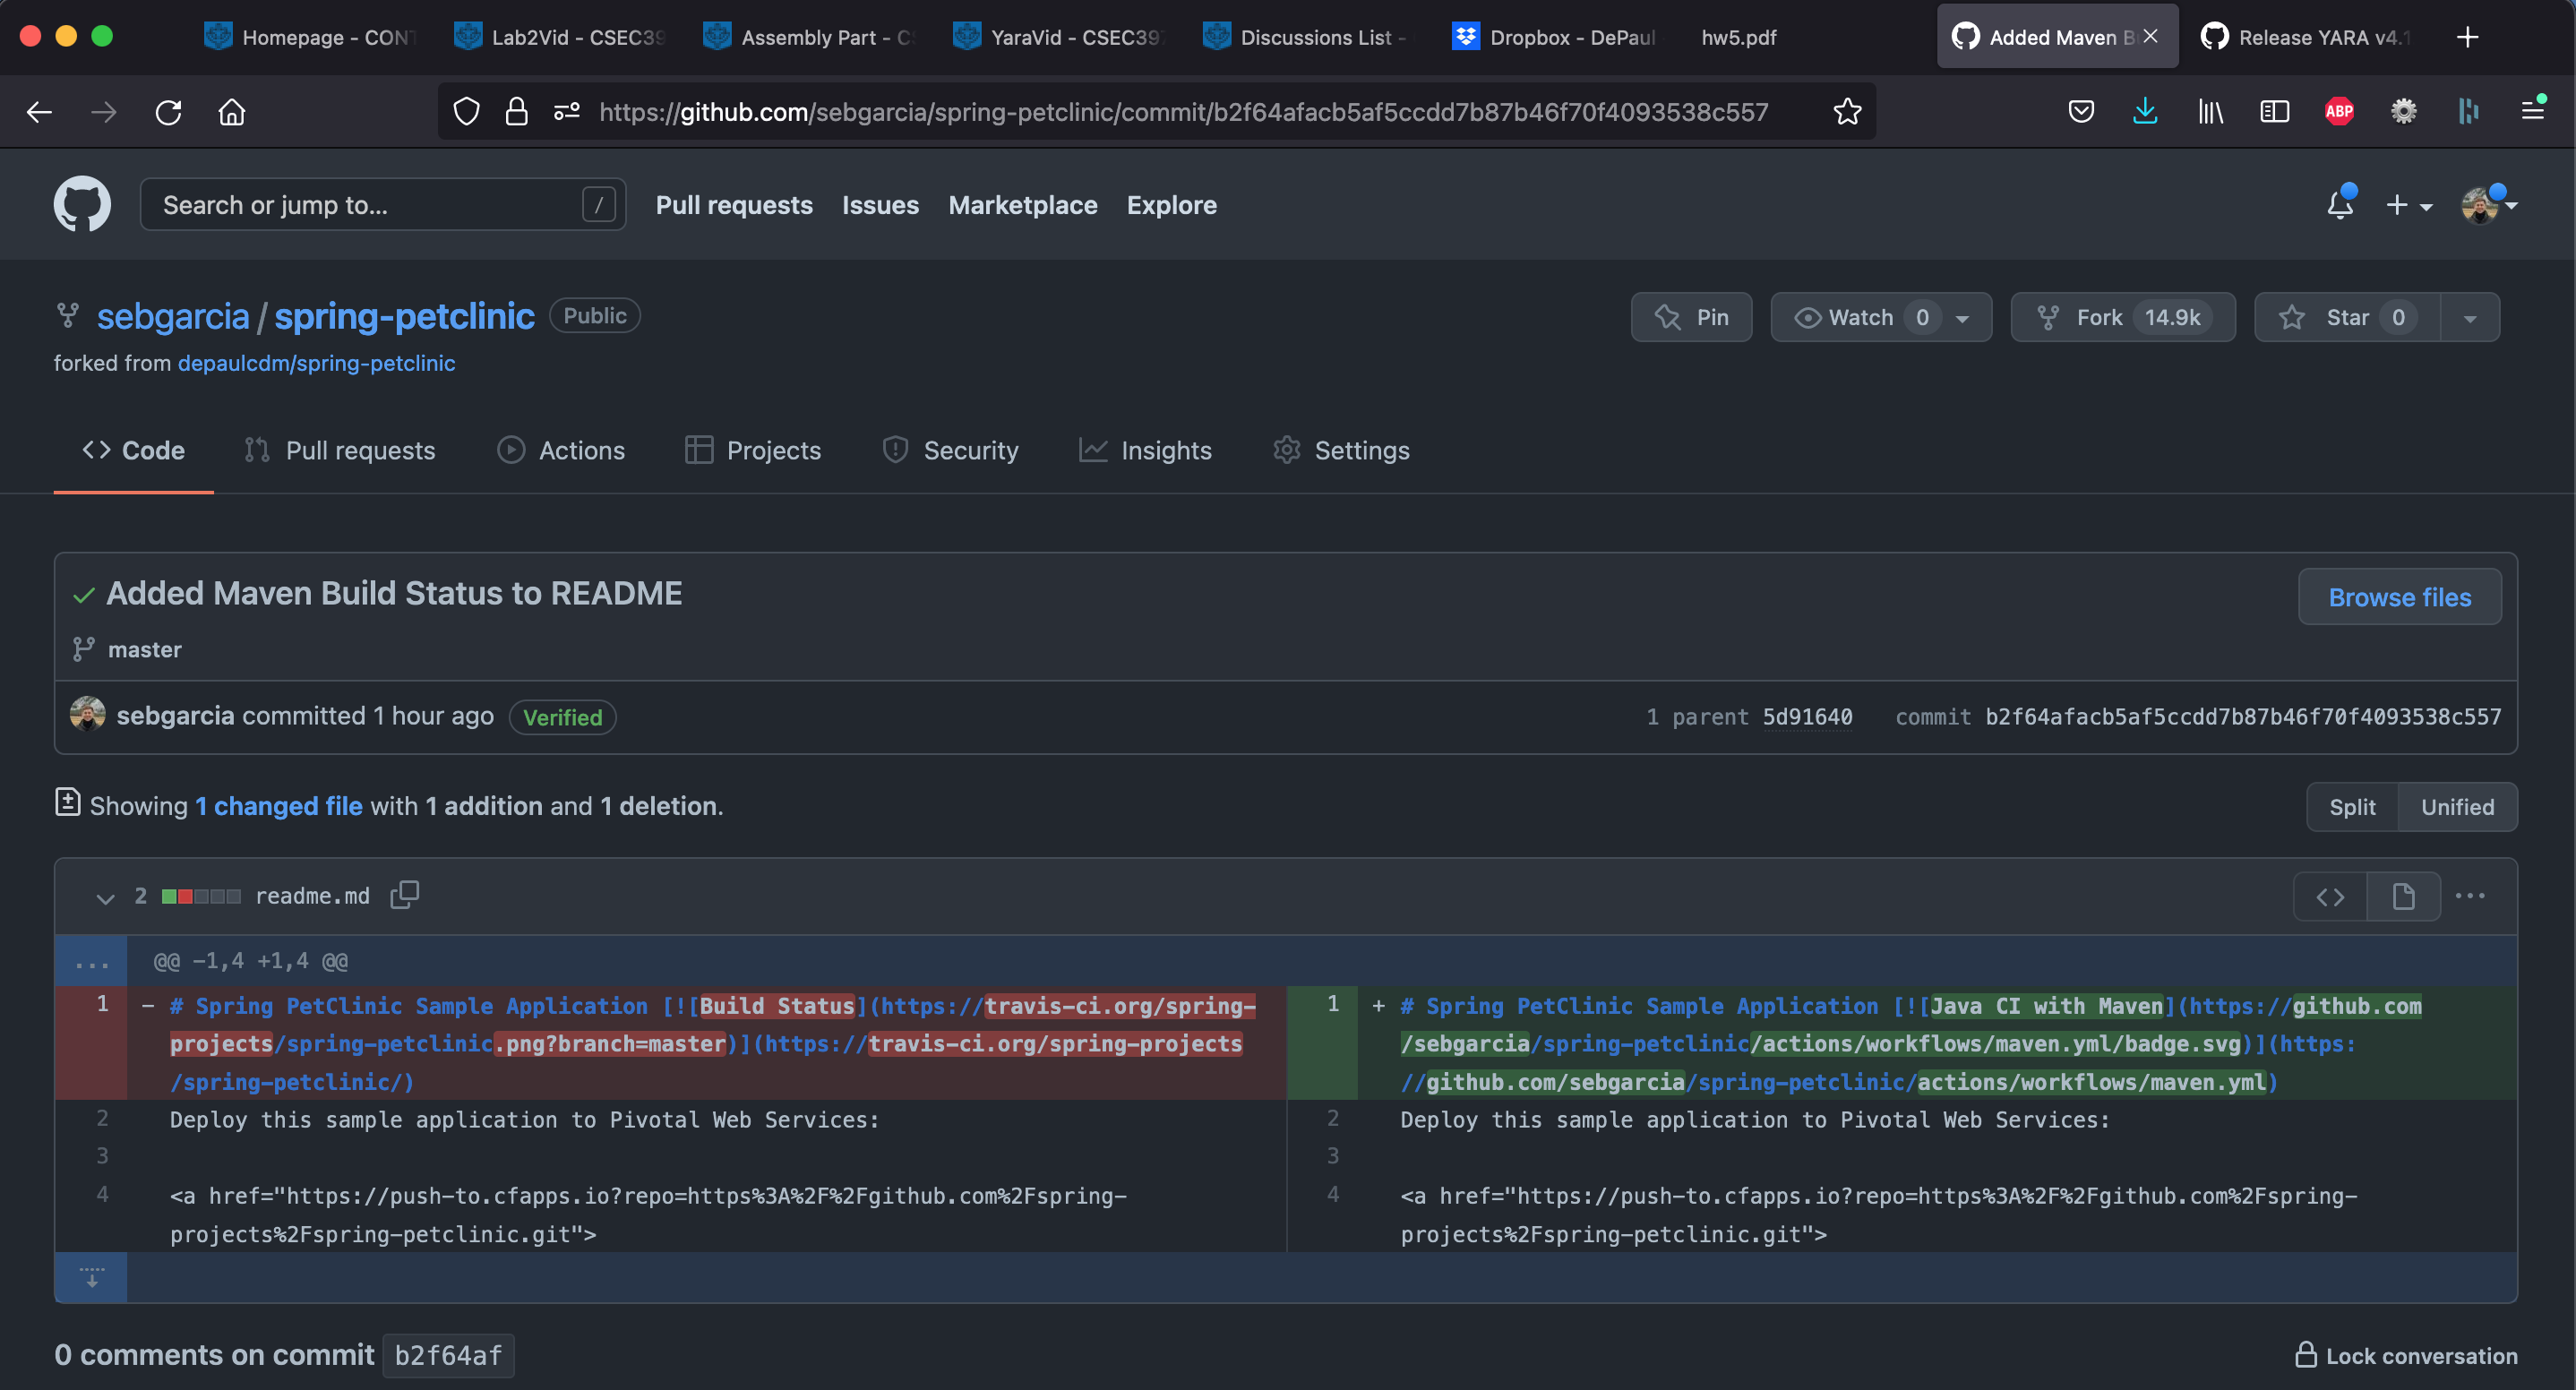 Homepage - CONT
Lab2Vid - CSEC39
Assembly Part - CS
YaraVid - CSEC397
Discussions List -
Dropbox - DePaul
hw5.pdf
Added Maven B
Release YARA v4.1
https://github.com/sebgarcia/spring-petclinic/commit/b2f64afacb5af5ccdd7b87b46f70f4093538c557
ABP
Search or jump to...
/
Pull requests
Issues
Marketplace
Explore
sebgarcia / spring-petclinic Public
Pin
Watch 0
Fork 14.9k
Star 0
forked from depaulcdm/spring-petclinic
<> Code
Pull requests
Actions
Projects
Security
Insights
Settings
Added Maven Build Status to README
Browse files
master
sebgarcia committed 1 hour ago Verified
1 parent 5d91640 commit b2f64afacb5af5ccdd7b87b46f70f4093538c557
Showing 1 changed file with 1 addition and 1 deletion.
Split Unified
2 readme.md
<>
...
... @@ -1,4 +1,4 @@
1 - # Spring PetClinic Sample Application [![Build Status](https://travis-ci.org/spring-
projects/spring-petclinic.png?branch=master)](https://travis-ci.org/spring-projects
/spring-petclinic/)
2 Deploy this sample application to Pivotal Web Services:
3
4 <a href="https://push-to.cfapps.io?repo=https%3A%2F%2Fgithub.com%2Fspring-
projects%2Fspring-petclinic.git">
1 + # Spring PetClinic Sample Application [![Java CI with Maven](https://github.com
/sebgarcia/spring-petclinic/actions/workflows/maven.yml/badge.svg)](https:
//github.com/sebgarcia/spring-petclinic/actions/workflows/maven.yml)
2 Deploy this sample application to Pivotal Web Services:
3
4 <a href="https://push-to.cfapps.io?repo=https%3A%2F%2Fgithub.com%2Fspring-
projects%2Fspring-petclinic.git">
0 comments on commit b2f64af
Lock conversation